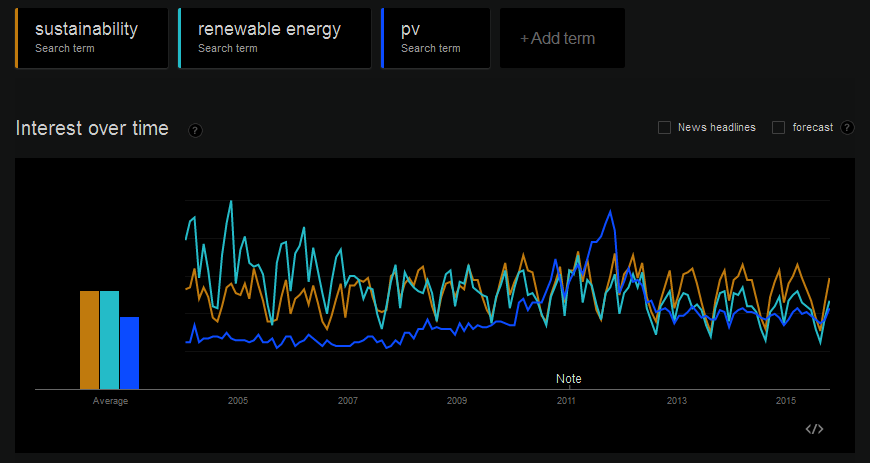 sustainability
Search term
renewable energy
Search term
pv
Search term
+ Add term
Interest over time
?
News headlines
forecast
?
Note
Average
2005
2007
2009
2011
2013
2015
</>